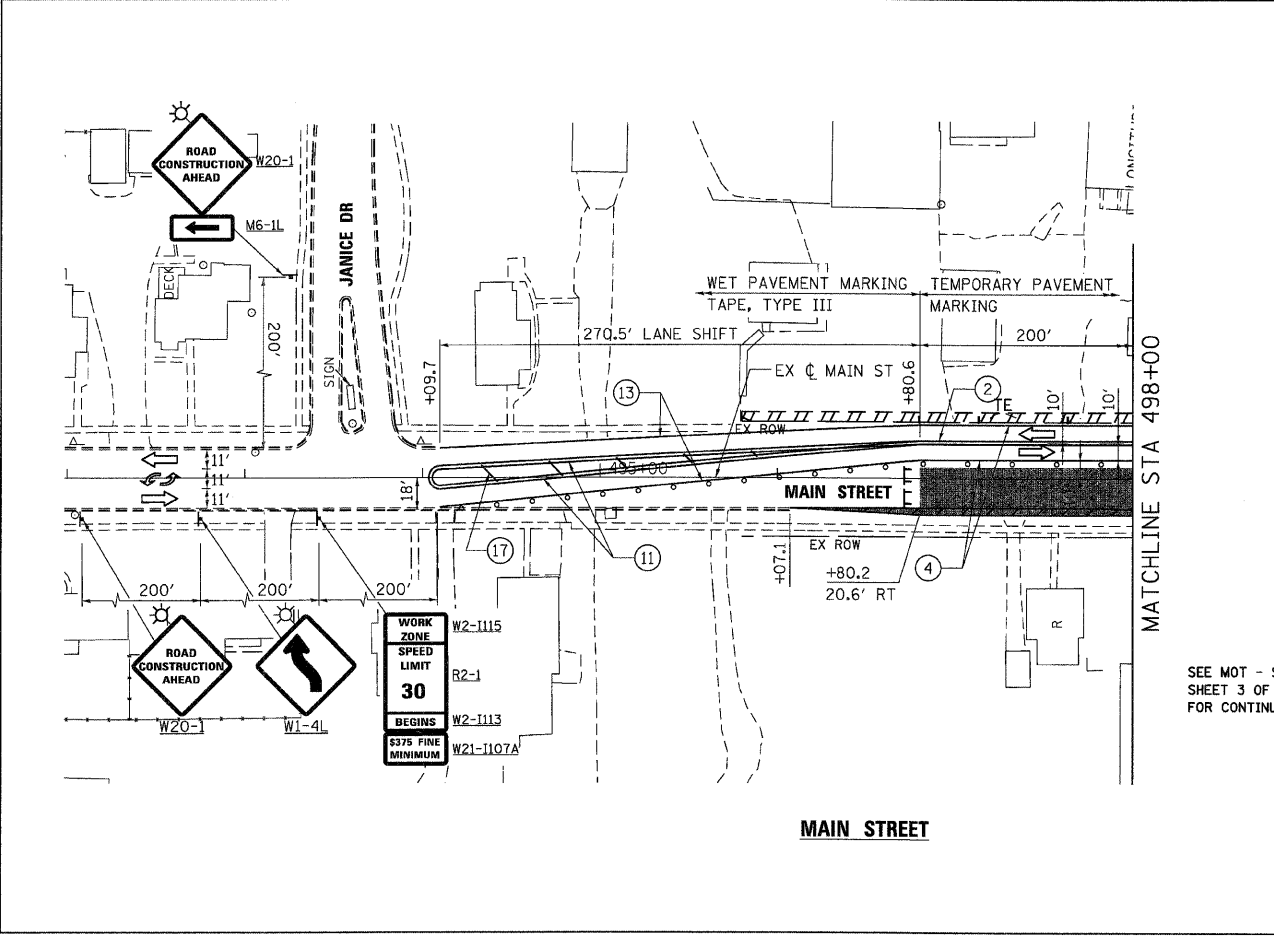 ROAD
CONSTRUCTION
AHEAD
W20-1
M6-1L
JANICE DR
DECK
200'
SIGN
WET PAVEMENT MARKING
TAPE, TYPE III
TEMPORARY PAVEMENT
MARKING
270.5' LANE SHIFT
200'
+09.7
+80.6
EX ℄ MAIN ST
13
2
TE
10'
10'
EX ROW
MATCHLINE STA 498+00
11'
11'
11'
18'
495+00
MAIN STREET
17
11
EX ROW
+07.1
+80.2
20.6' RT
4
200'
200'
200'
ROAD
CONSTRUCTION
AHEAD
W20-1
W1-4L
WORK
ZONE
SPEED
LIMIT
30
BEGINS
$375 FINE
MINIMUM
W2-I115
R2-1
W2-I113
W21-I107A
R
SEE MOT -
SHEET 3 OF
FOR
MAIN STREET